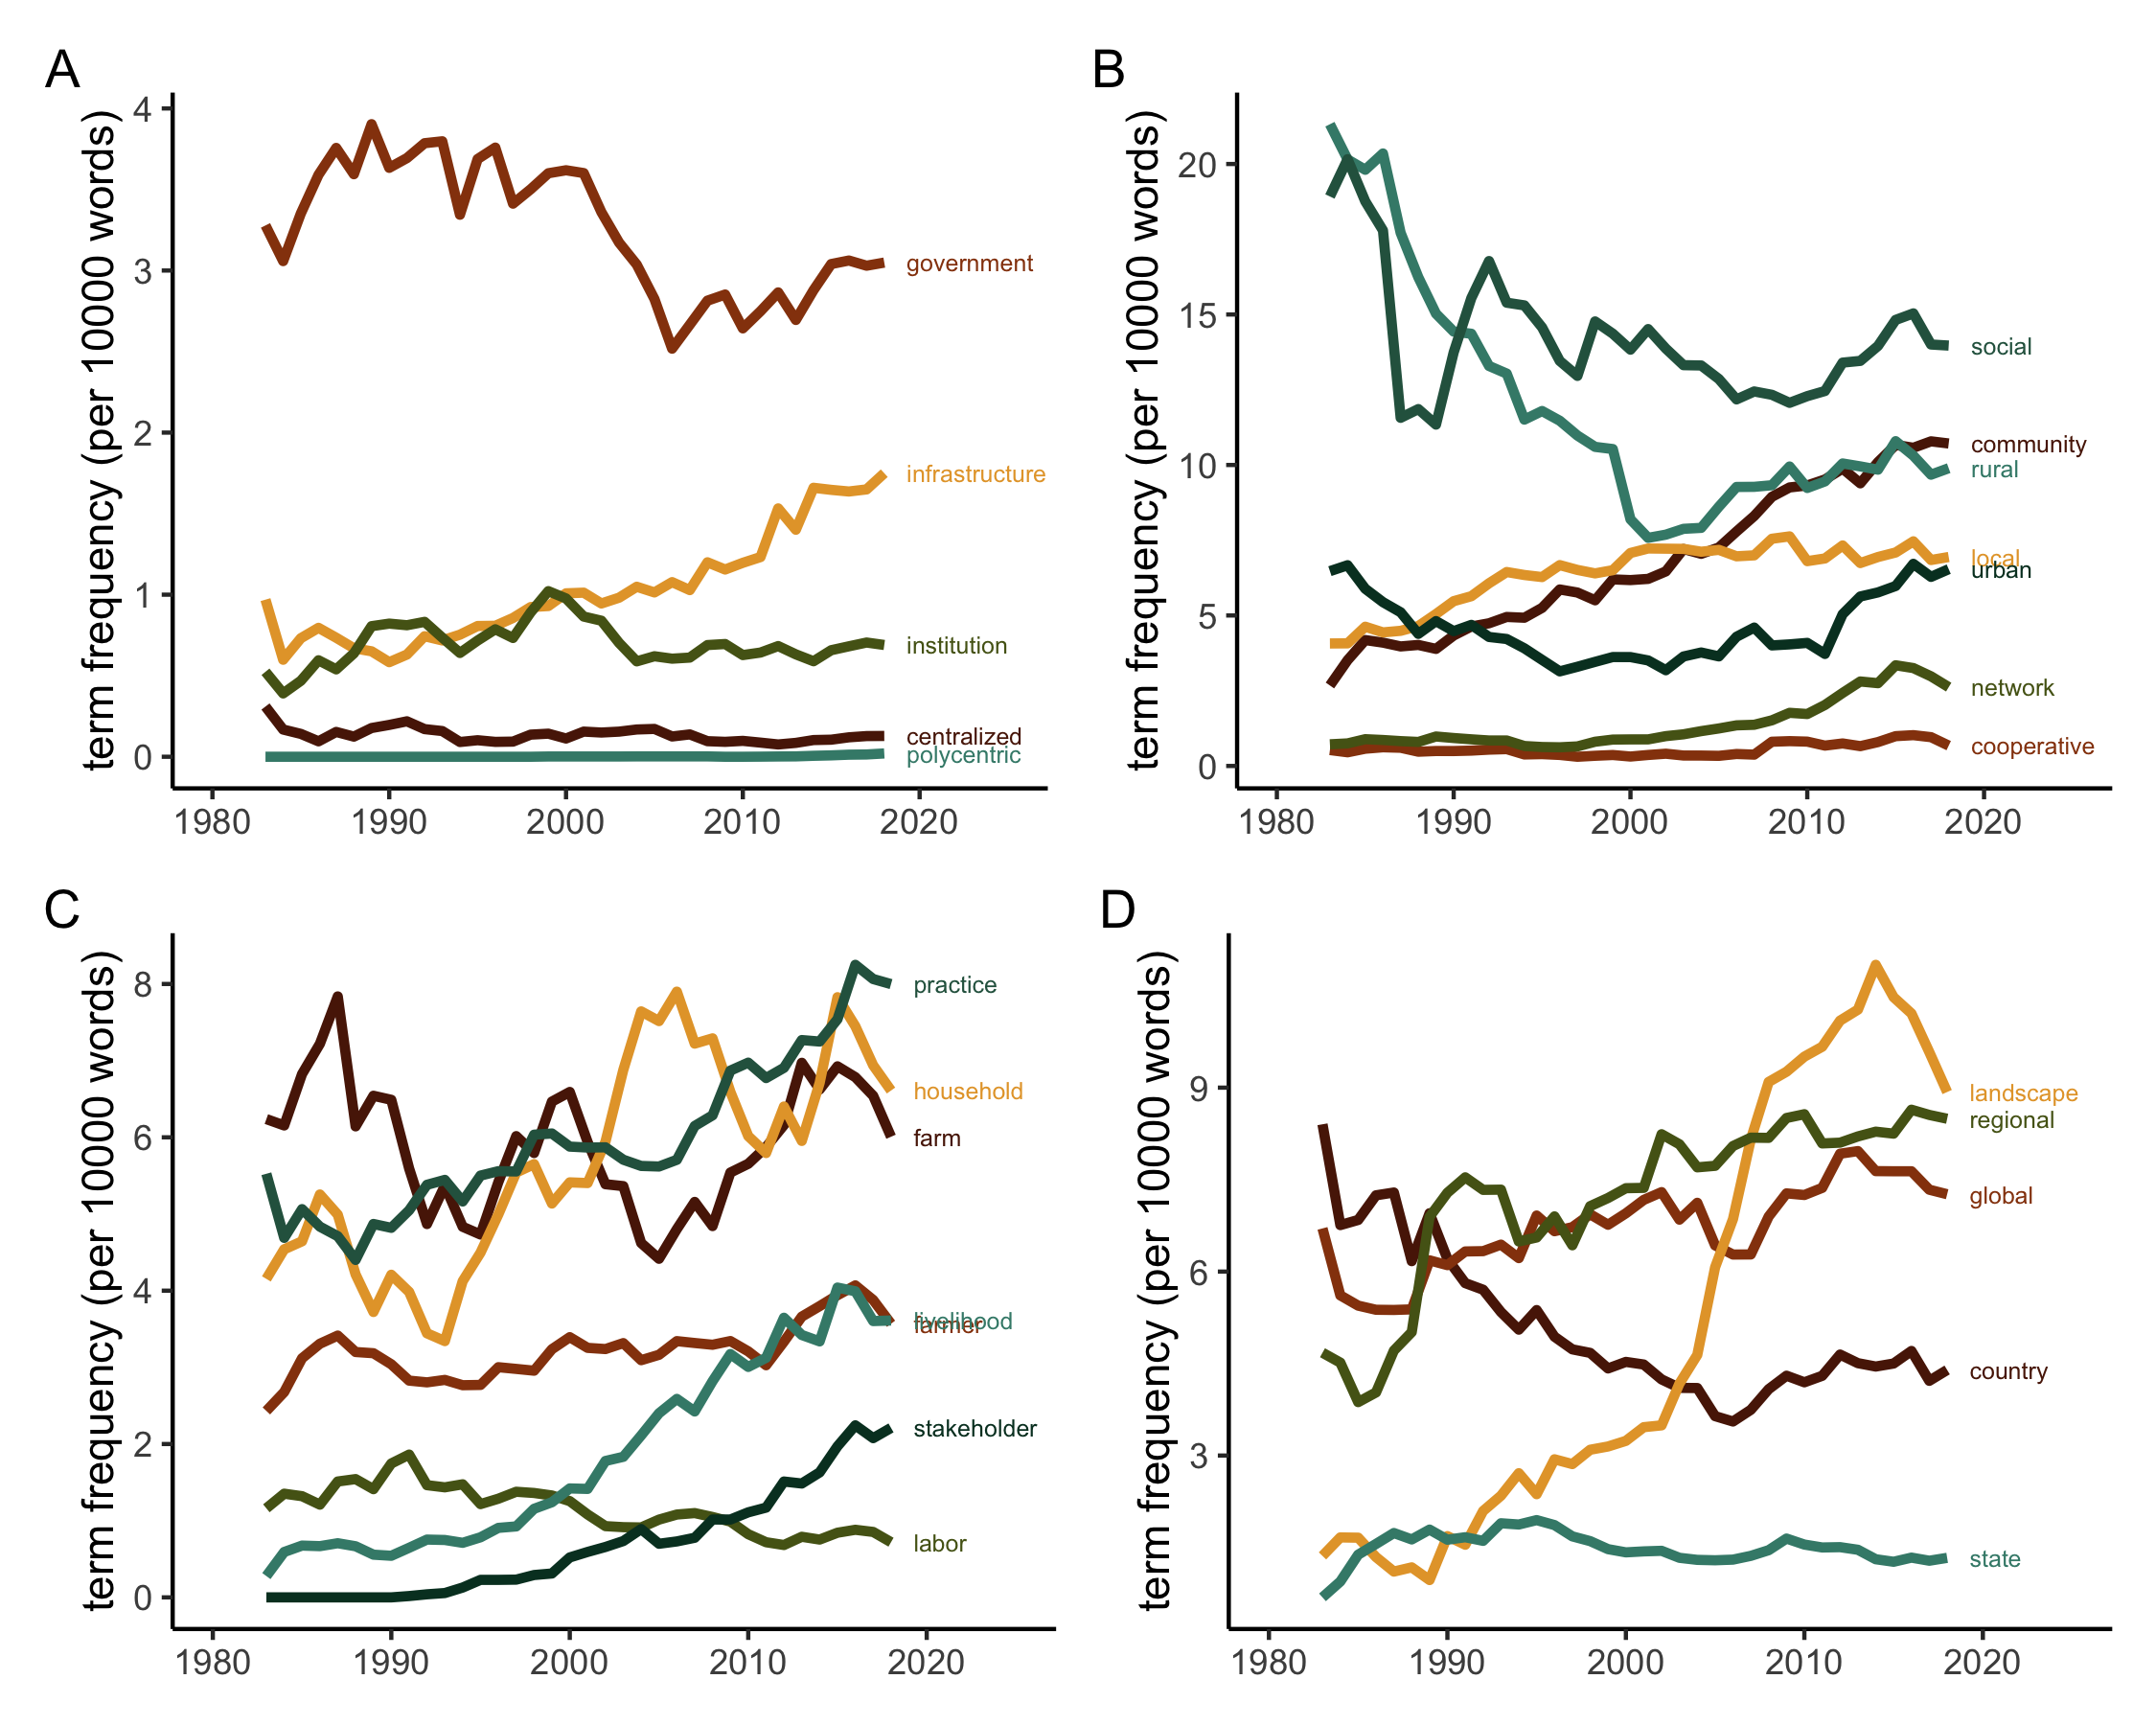 A
term frequency (per 10000 words)
4
3
2
1
0
government
infrastructure
institution
centralized
polycentric
1980 1990 2000 2010 2020
B
term frequency (per 10000 words)
20
15
10
5
0
social
community
rural
local
urban
network
cooperative
1980 1990 2000 2010 2020
C
term frequency (per 10000 words)
8
6
4
2
0
practice
household
farm
livelihood
farmer
stakeholder
labor
1980 1990 2000 2010 2020
D
term frequency (per 10000 words)
9
6
3
landscape
regional
global
country
state
1980 1990 2000 2010 2020